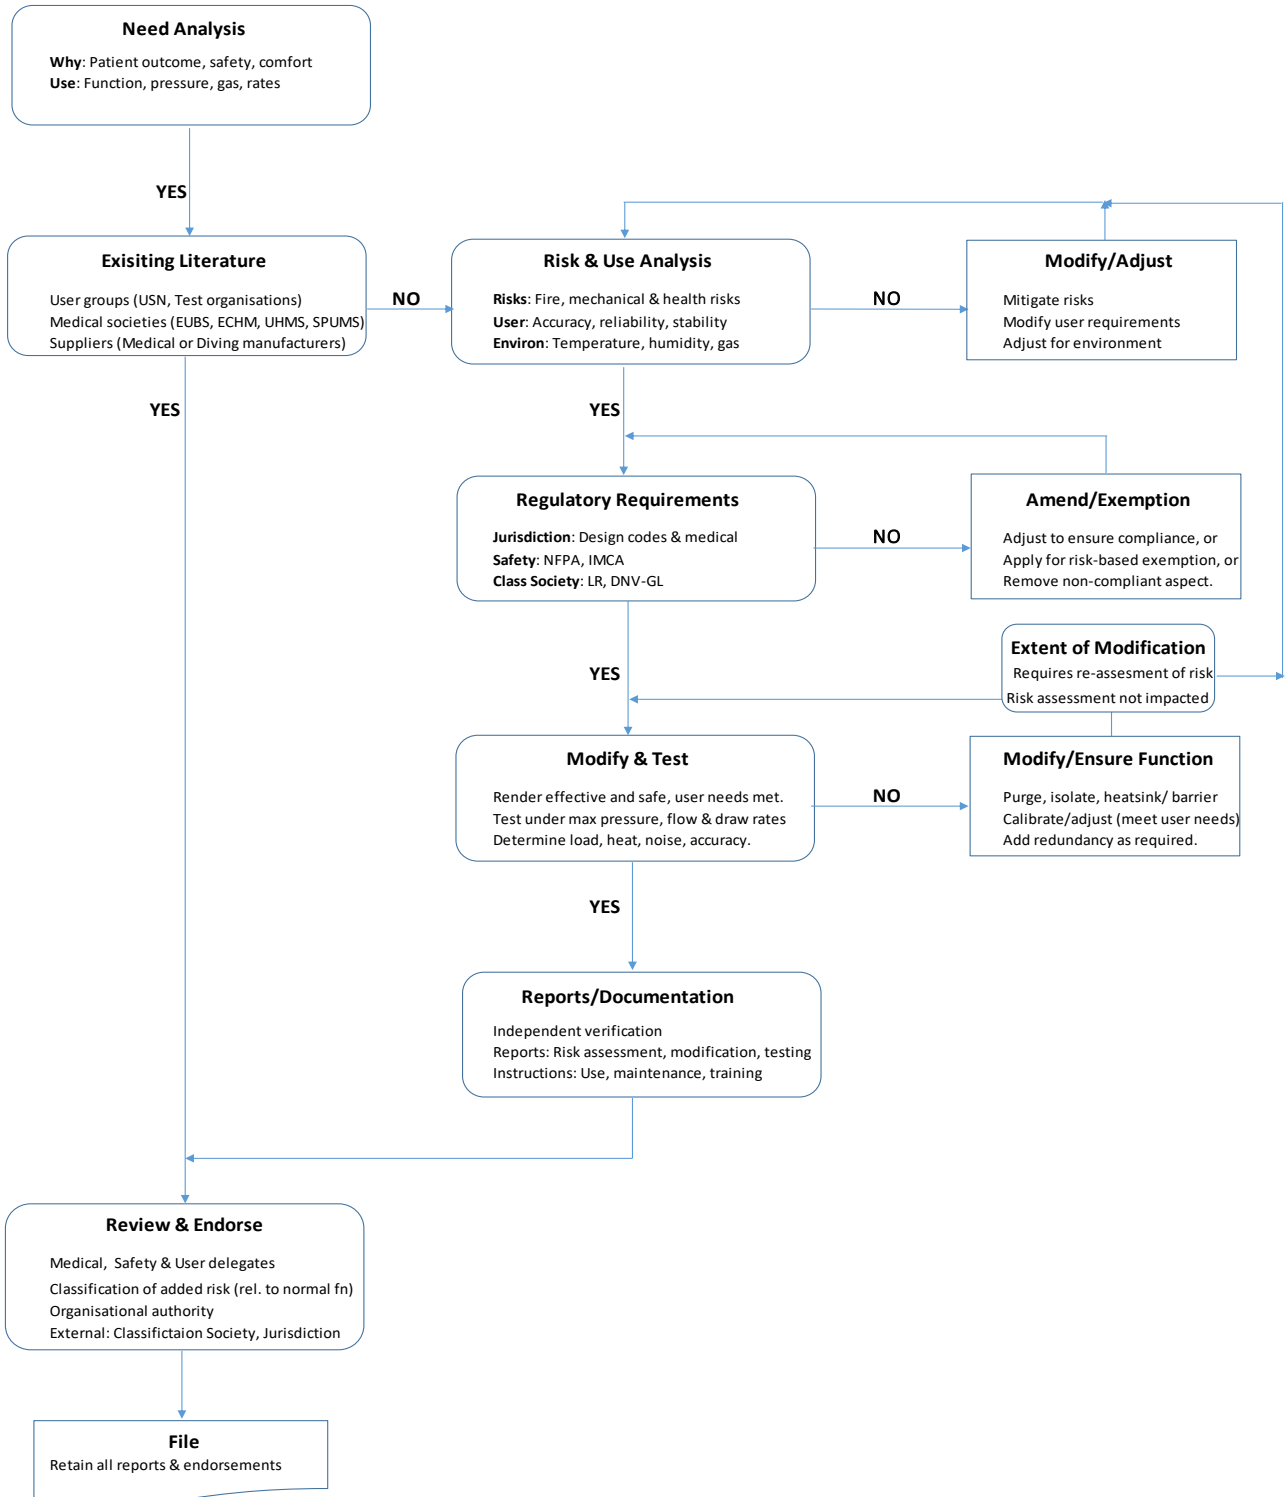 Need Analysis
Why: Patient outcome, safety, comfort
Use: Function, pressure, gas, rates
YES
Exisiting Literature
User groups (USN, Test organisations)
Medical societies (EUBS, ECHM, UHMS, SPUMS)
Suppliers (Medical or Diving manufacturers)
NO
Risk & Use Analysis
Risks: Fire, mechanical & health risks
User: Accuracy, reliability, stability
Environ: Temperature, humidity, gas
NO
Modify/Adjust
Mitigate risks
Modify user requirements
Adjust for environment
YES
YES
Regulatory Requirements
Jurisdiction: Design codes & medical
Safety: NFPA, IMCA
Class Society: LR, DNV-GL
NO
Amend/Exemption
Adjust to ensure compliance, or
Apply for risk-based exemption, or
Remove non-compliant aspect.
YES
Extent of Modification
Requires re-assesment of risk
Risk assessment not impacted
Modify & Test
Render effective and safe, user needs met.
Test under max pressure, flow & draw rates
Determine load, heat, noise, accuracy.
NO
Modify/Ensure Function
Purge, isolate, heatsink/ barrier
Calibrate/adjust (meet user needs)
Add redundancy as required.
YES
Reports/Documentation
Independent verification
Reports: Risk assessment, modification, testing
Instructions: Use, maintenance, training
Review & Endorse
Medical,  Safety & User delegates
Classification of added risk (rel. to normal fn)
Organisational authority
External: Classifictaion Society, Jurisdiction
File
Retain all reports & endorsements